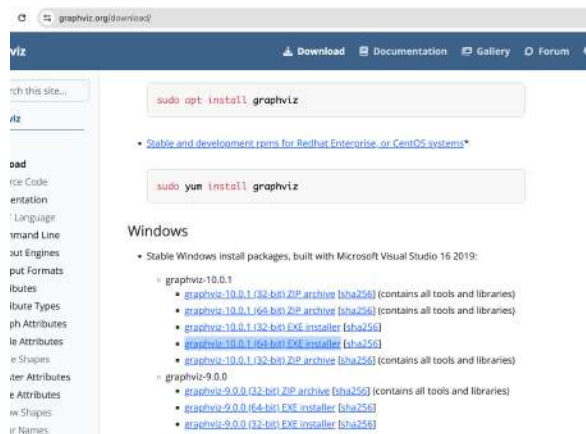 graphviz.org/download/
viz
Download Documentation Gallery Forum
rch this site...
viz
oad
rce Code
entation
Language
mmand Line
out Engines
put Formats
ibutes
ibute Types
ph Attributes
le Attributes
e Shapes
ter Attributes
e Attributes
w Shapes
ur Names
sudo apt install graphviz
Stable and development rpms for Redhat Enterprise, or CentOS systems*
sudo yum install graphviz
Windows
Stable Windows install packages, built with Microsoft Visual Studio 16 2019:
graphviz-10.0.1
graphviz-10.0.1 (32-bit) ZIP archive [sha256] (contains all tools and libraries)
graphviz-10.0.1 (64-bit) ZIP archive [sha256] (contains all tools and libraries)
graphviz-10.0.1 (32-bit) EXE installer [sha256]
graphviz-10.0.1 (64-bit) EXE installer [sha256]
graphviz-10.0.1 (32-bit) ZIP archive [sha256] (contains all tools and libraries)
graphviz-9.0.0
graphviz-9.0.0 (32-bit) ZIP archive [sha256] (contains all tools and libraries)
graphviz-9.0.0 (64-bit) EXE installer [sha256]
graphviz-9.0.0 (32-bit) EXE installer [sha256]